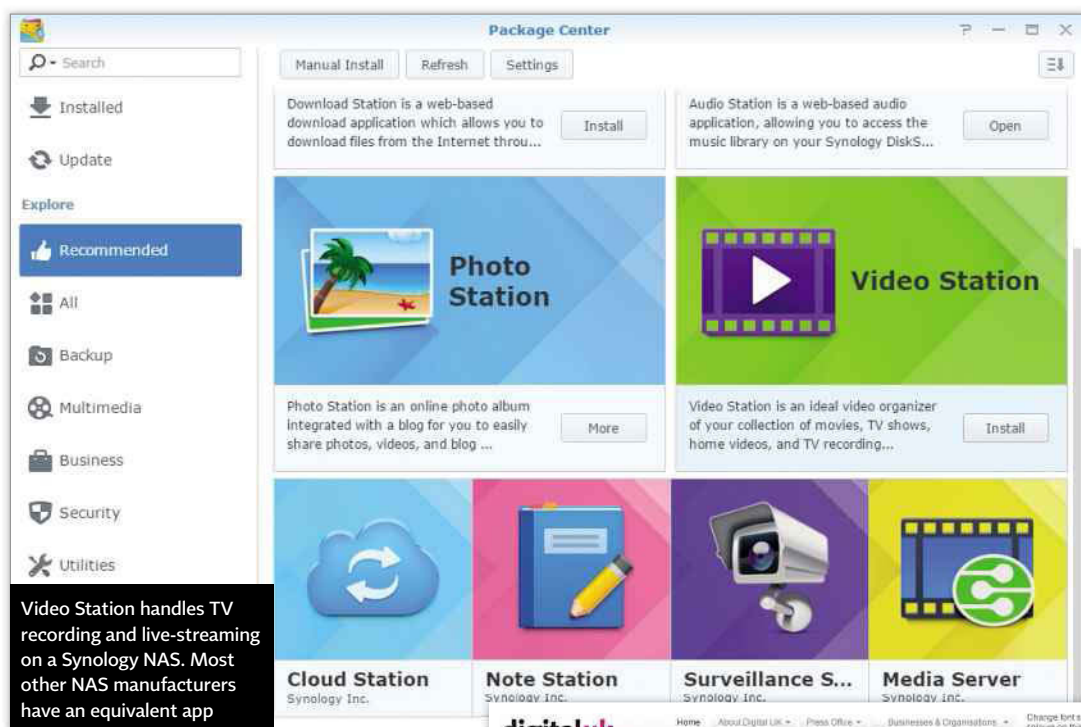 Package Center
Search
Manual Install
Refresh
Settings
Installed
Update
Explore
Recommended
All
Backup
Multimedia
Business
Security
Utilities
Download Station is a web-based
download application which allows you to
download files from the Internet throu...
Install
Audio Station is a web-based audio
application, allowing you to access the
music library on your Synology DiskS...
Open
Photo
Station
Photo Station is an online photo album
integrated with a blog for you to easily
share photos, videos, and blog ...
More
Video Station
Video Station is an ideal video organizer
of your collection of movies, TV shows,
home videos, and TV recording...
Install
Cloud Station
Synology Inc.
Note Station
Synology Inc.
Surveillance S...
Synology Inc.
Media Server
Synology Inc.
Video Station handles TV
recording and live-streaming
on a Synology NAS. Most
other NAS manufacturers
have an equivalent app
Home
About Digital UK
Press Office
Businesses & Organisations